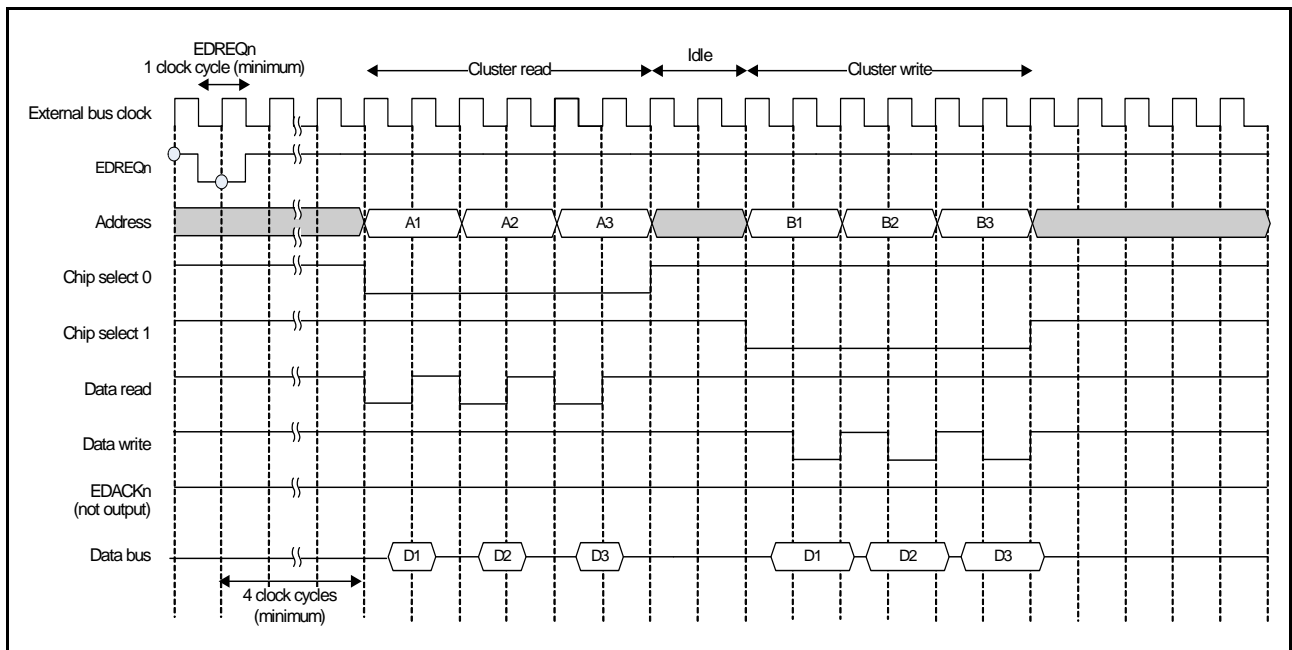 EDREQn
1 clock cycle (minimum)
Cluster read
Idle
Cluster write
External bus clock
EDREQn
Address
A1 A2 A3 B1 B2 B3
Chip select 0
Chip select 1
Data read
Data write
EDACKn
(not output)
Data bus
D1 D2 D3 D1 D2 D3
4 clock cycles
(minimum)